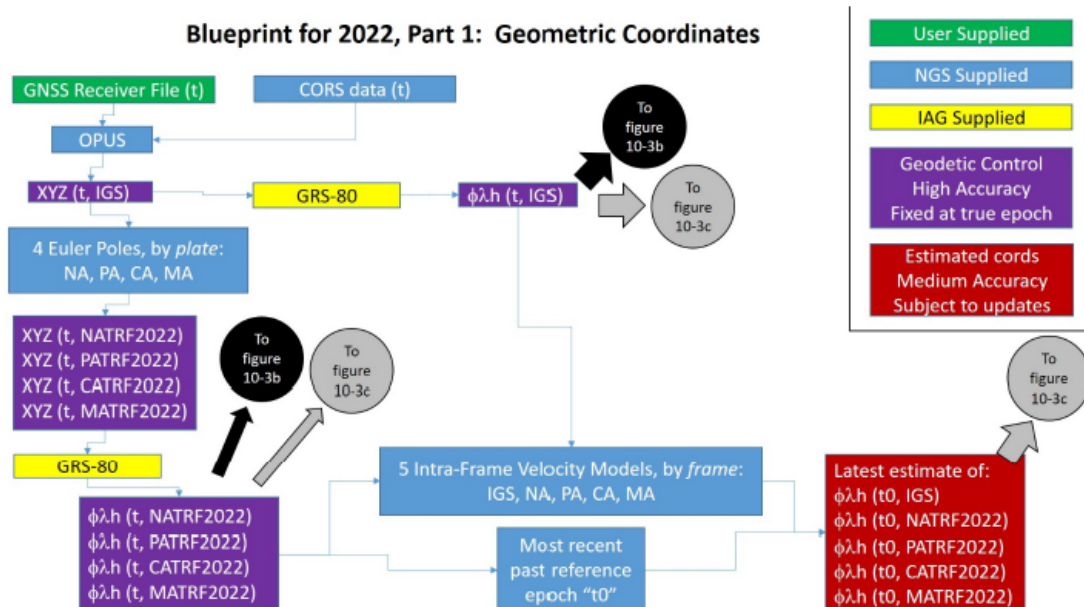 Blueprint for 2022, Part 1: Geometric Coordinates
User Supplied
NGS Supplied
IAG Supplied
Geodetic Control
High Accuracy
Fixed at true epoch
Estimated cords
Medium Accuracy
Subject to updates
GNSS Receiver File (t)
CORS data (t)
OPUS
XYZ (t, IGS)
GRS-80
ϕλh (t, IGS)
To
figure
10-3b
To
figure
10-3c
4 Euler Poles, by plate:
NA, PA, CA, MA
XYZ (t, NATRF2022)
XYZ (t, PATRF2022)
XYZ (t, CATRF2022)
XYZ (t, MATRF2022)
To
figure
10-3b
To
figure
10-3c
To
figure
10-3c
GRS-80
ϕλh (t, NATRF2022)
ϕλh (t, PATRF2022)
ϕλh (t, CATRF2022)
ϕλh (t, MATRF2022)
5 Intra-Frame Velocity Models, by frame:
IGS, NA, PA, CA, MA
Most recent
past reference
epoch “t0”
Latest estimate of:
ϕλh (t0, IGS)
ϕλh (t0, NATRF2022)
ϕλh (t0, PATRF2022)
ϕλh (t0, CATRF2022)
ϕλh (t0, MATRF2022)